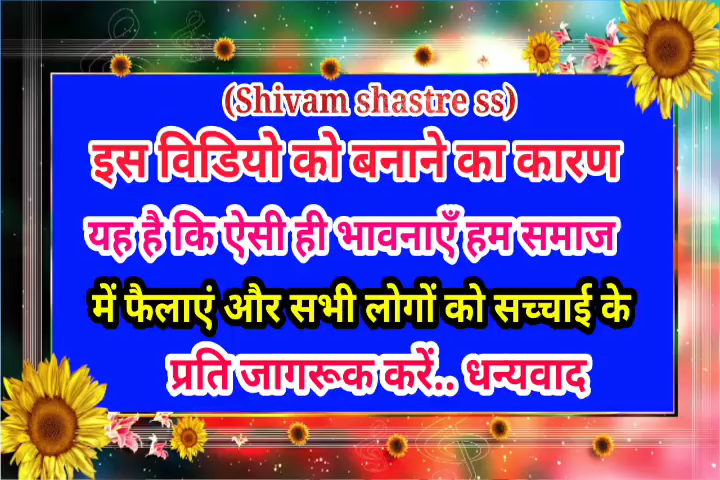 (Shivam shastre ss)
इस विडियो को बनाने का कारण
यह है कि ऐसी ही भावनाएँ हम समाज
में फैलाएं और सभी लोगों को सच्चाई के
प्रति जागरूक करें.. धन्यवाद